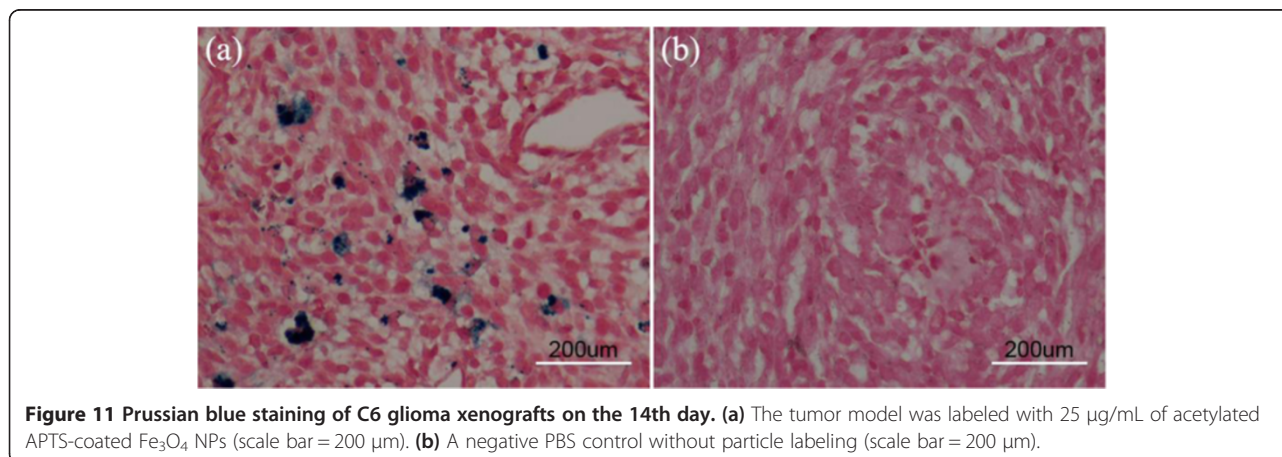 (a)
(b)
200um
200um
Figure 11 Prussian blue staining of C6 glioma xenografts on the 14th day. (a) The tumor model was labeled with 25 μg/mL of acetylated
APTS-coated Fe₃O₄ NPs (scale bar = 200 μm). (b) A negative PBS control without particle labeling (scale bar = 200 μm).